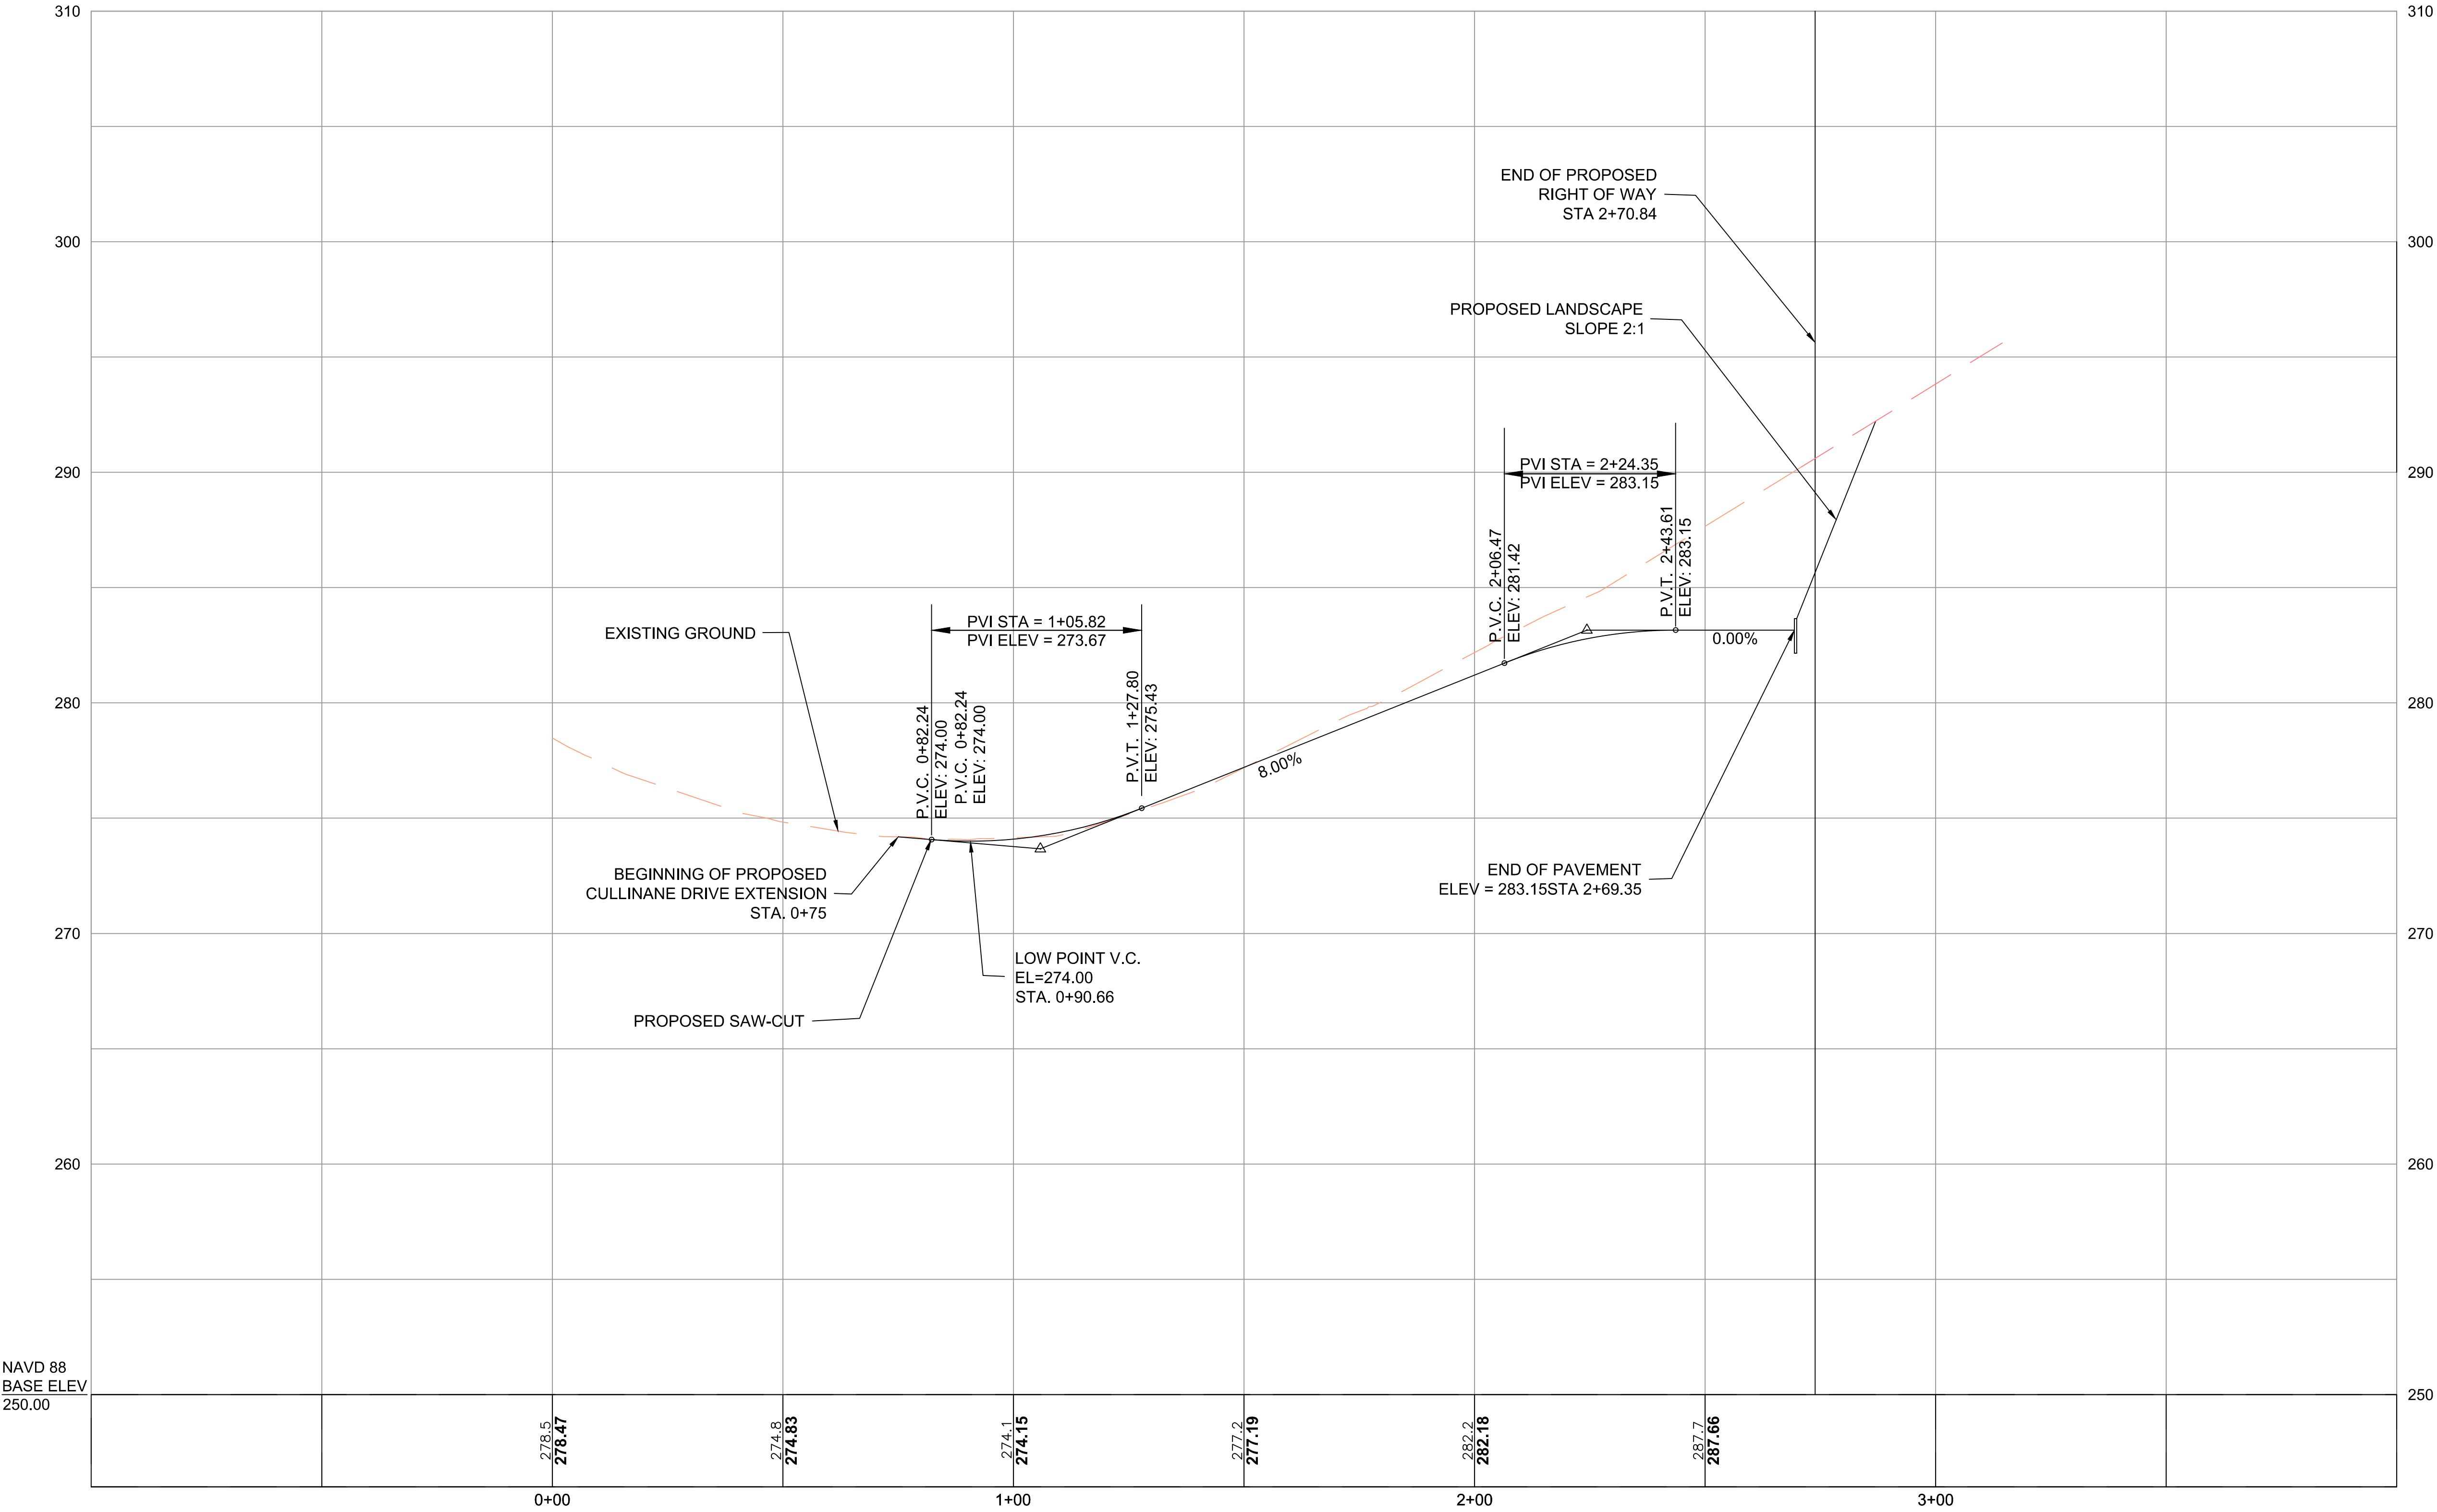 310
310
END OF PROPOSED
RIGHT OF WAY
STA 2+70.84
300
300
PROPOSED LANDSCAPE
SLOPE 2:1
290
PVI STA = 2+24.35
PVI ELEV = 283.15
290
P.V.C. 2+06.47
ELEV: 281.42
P.V.T. 2+43.61
ELEV: 283.15
EXISTING GROUND
PVI STA = 1+05.82
PVI ELEV = 273.67
0.00%
280
P.V.C. 0+82.24
ELEV: 274.00
P.V.C. 0+82.24
ELEV: 274.00
P.V.T. 1+27.80
ELEV: 275.43
280
8.00%
BEGINNING OF PROPOSED
CULLINANE DRIVE EXTENSION
STA. 0+75
END OF PAVEMENT
ELEV = 283.15STA 2+69.35
270
270
LOW POINT V.C.
EL=274.00
STA. 0+90.66
PROPOSED SAW-CUT
260
260
NAVD 88
BASE ELEV
250.00
250
278.5
278.47
274.8
274.83
274.1
274.15
277.2
277.19
282.2
282.18
287.7
287.66
0+00
1+00
2+00
3+00